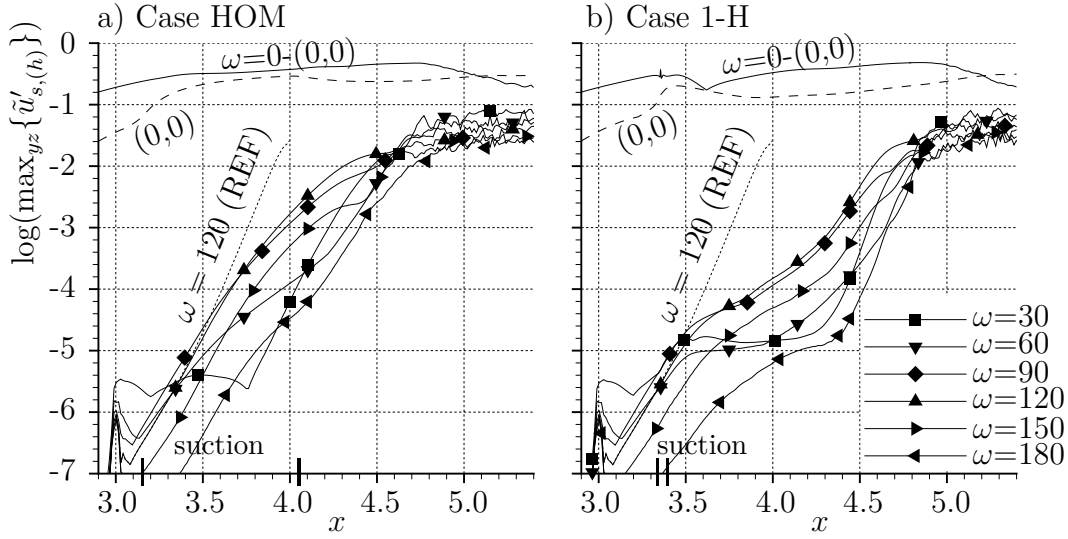 a) Case HOM
b) Case 1-H
log(max_{yz}{ũ'_{s,(h)}})
0
-1
-2
-3
-4
-5
-6
-7
ω=0-(0,0)
(0,0)
ω = 120 (REF)
suction
3.0 3.5 4.0 4.5 5.0
x
ω=0-(0,0)
(0,0)
ω = 120 (REF)
suction
3.0 3.5 4.0 4.5 5.0
x
ω=30
ω=60
ω=90
ω=120
ω=150
ω=180